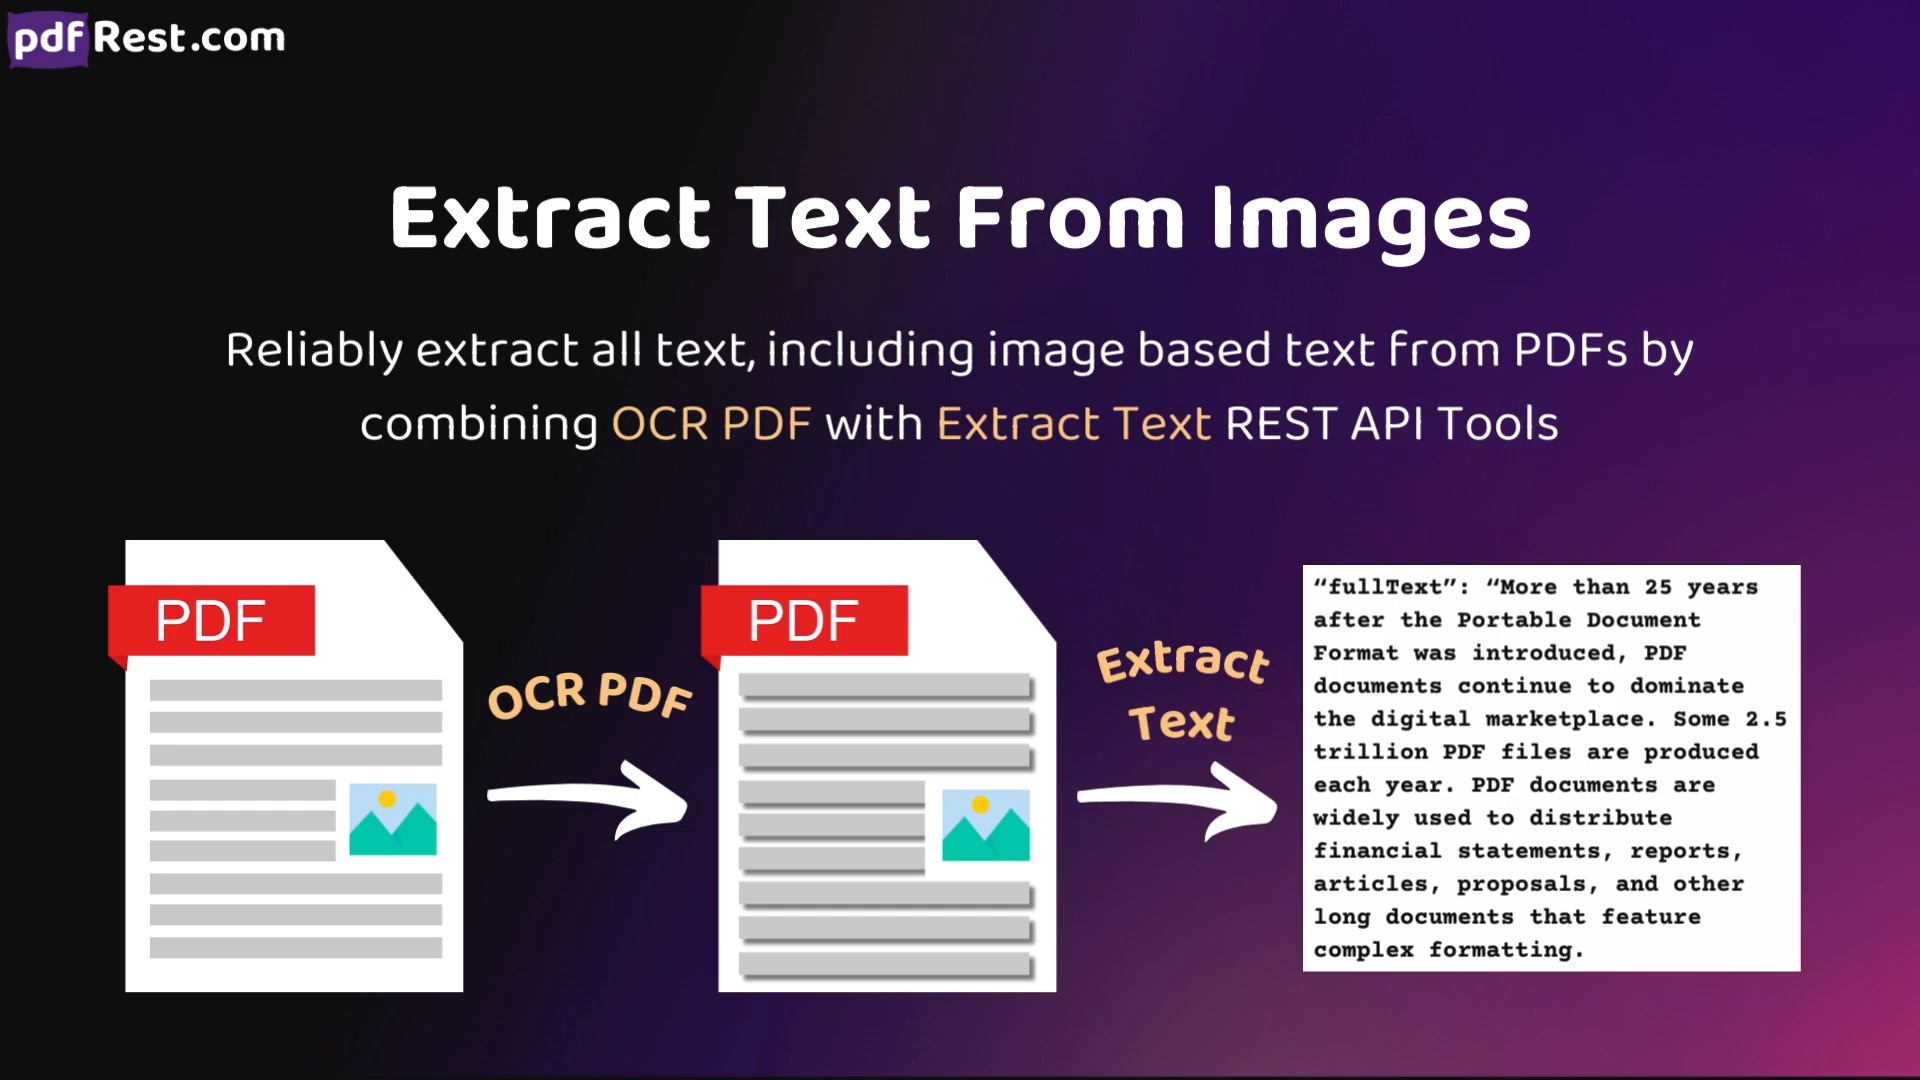 pdfRest.com
Extract Text From Images
Reliably extract all text, including image based text from PDFs by
combining OCR PDF with Extract Text REST API Tools
PDF
OCR PDF
PDF
Extract
Text
“fullText”: “More than 25 years
after the Portable Document
Format was introduced, PDF
documents continue to dominate
the digital marketplace. Some 2.5
trillion PDF files are produced
each year. PDF documents are
widely used to distribute
financial statements, reports,
articles, proposals, and other
long documents that feature
complex formatting.